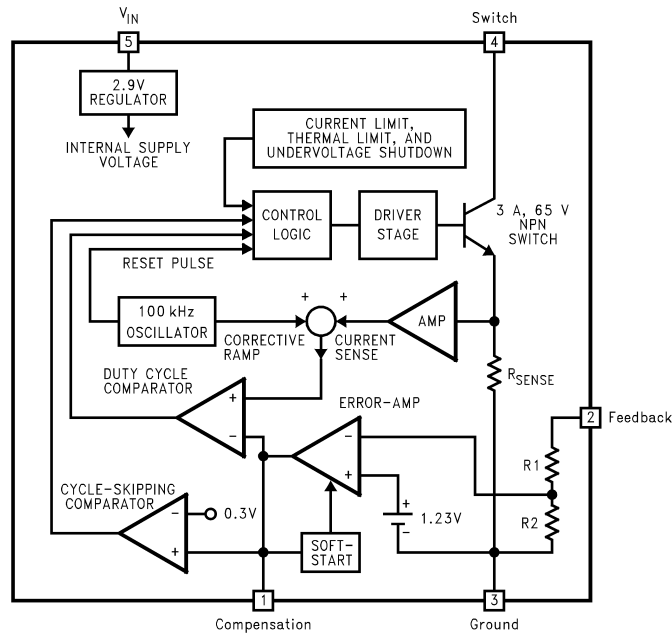 V_IN
Switch
5
4
2.9V
REGULATOR
INTERNAL SUPPLY
VOLTAGE
CURRENT LIMIT,
THERMAL LIMIT, AND
UNDERVOLTAGE SHUTDOWN
CONTROL
LOGIC
DRIVER
STAGE
3 A, 65 V
NPN
SWITCH
RESET PULSE
100 kHz
OSCILLATOR
+
+
AMP
CORRECTIVE
RAMP
CURRENT
SENSE
R_SENSE
DUTY CYCLE
COMPARATOR
+
−
ERROR-AMP
−
+
2
Feedback
R1
R2
+
1.23V
−
CYCLE-SKIPPING
COMPARATOR
−
0.3V
+
SOFT-
START
1
3
Compensation
Ground